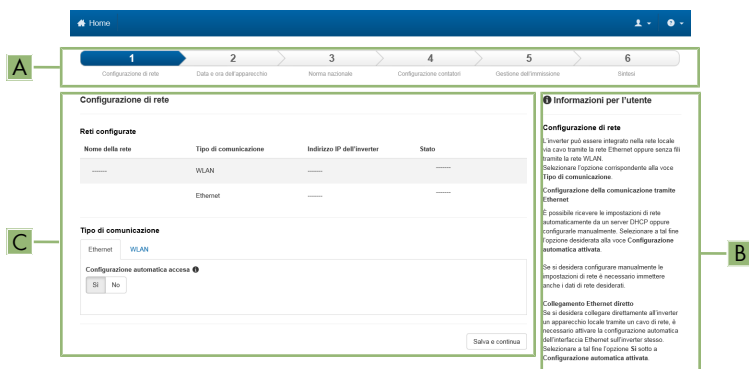 Home
1 2 3 4 5 6
Configurazione di rete Data e ora dell'apparecchio Norma nazionale Configurazione contatori Gestione dell'immissione Sintesi
A
Configurazione di rete
Reti configurate
Nome della rete Tipo di comunicazione Indirizzo IP dell'inverter Stato
------- WLAN ------- -------
Ethernet ------- -------
Tipo di comunicazione
Ethernet WLAN
Configurazione automatica accesa
Sì No
Salva e continua
C
Informazioni per l'utente
Configurazione di rete
L'inverter può essere integrato nella rete locale
via cavo tramite la rete Ethernet oppure senza fili
tramite la rete WLAN.
Selezionare l'opzione corrispondente alla voce
Tipo di comunicazione.
Configurazione della comunicazione tramite
Ethernet
È possibile ricevere le impostazioni di rete
automaticamente da un server DHCP oppure
configurarle manualmente. Selezionare a tal fine
l'opzione desiderata alla voce Configurazione
automatica attivata.
Se si desidera configurare manualmente le
impostazioni di rete è necessario immettere
anche i dati di rete desiderati.
Collegamento Ethernet diretto
Se si desidera collegare direttamente all'inverter
un apparecchio locale tramite un cavo di rete, è
necessario attivare la configurazione automatica
dell'interfaccia Ethernet sull'inverter stesso.
Selezionare a tal fine l'opzione Sì sotto a
Configurazione automatica attivata.
B